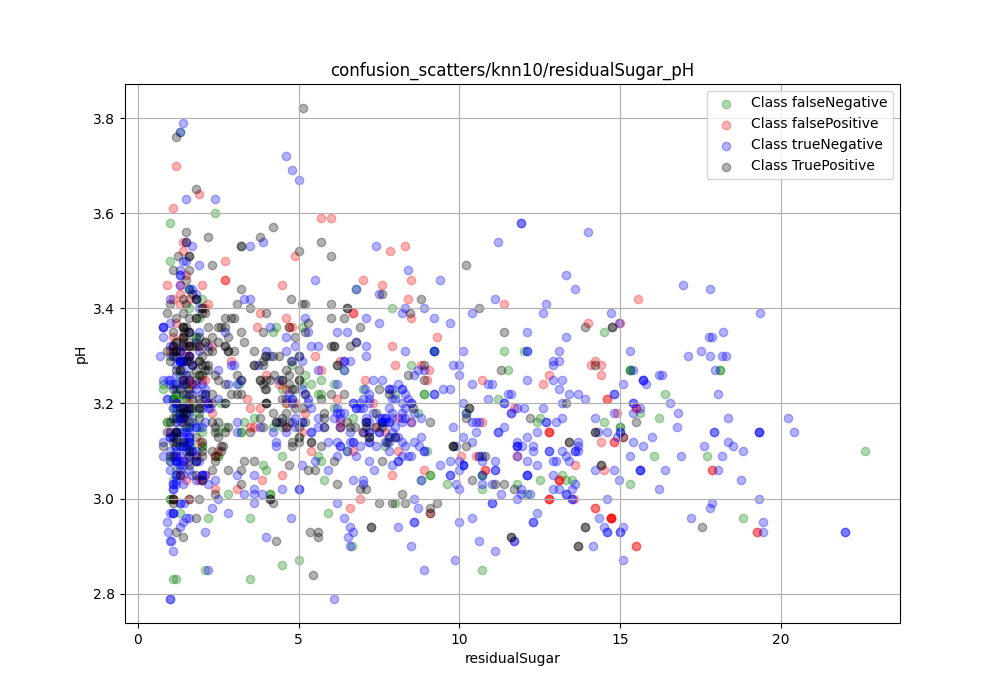 confusion_scatters/knn10/residualSugar_pH
Class falseNegative
Class falsePositive
Class trueNegative
Class TruePositive
3.8
3.6
3.4
3.2
3.0
2.8
pH
0 5 10 15 20
residualSugar